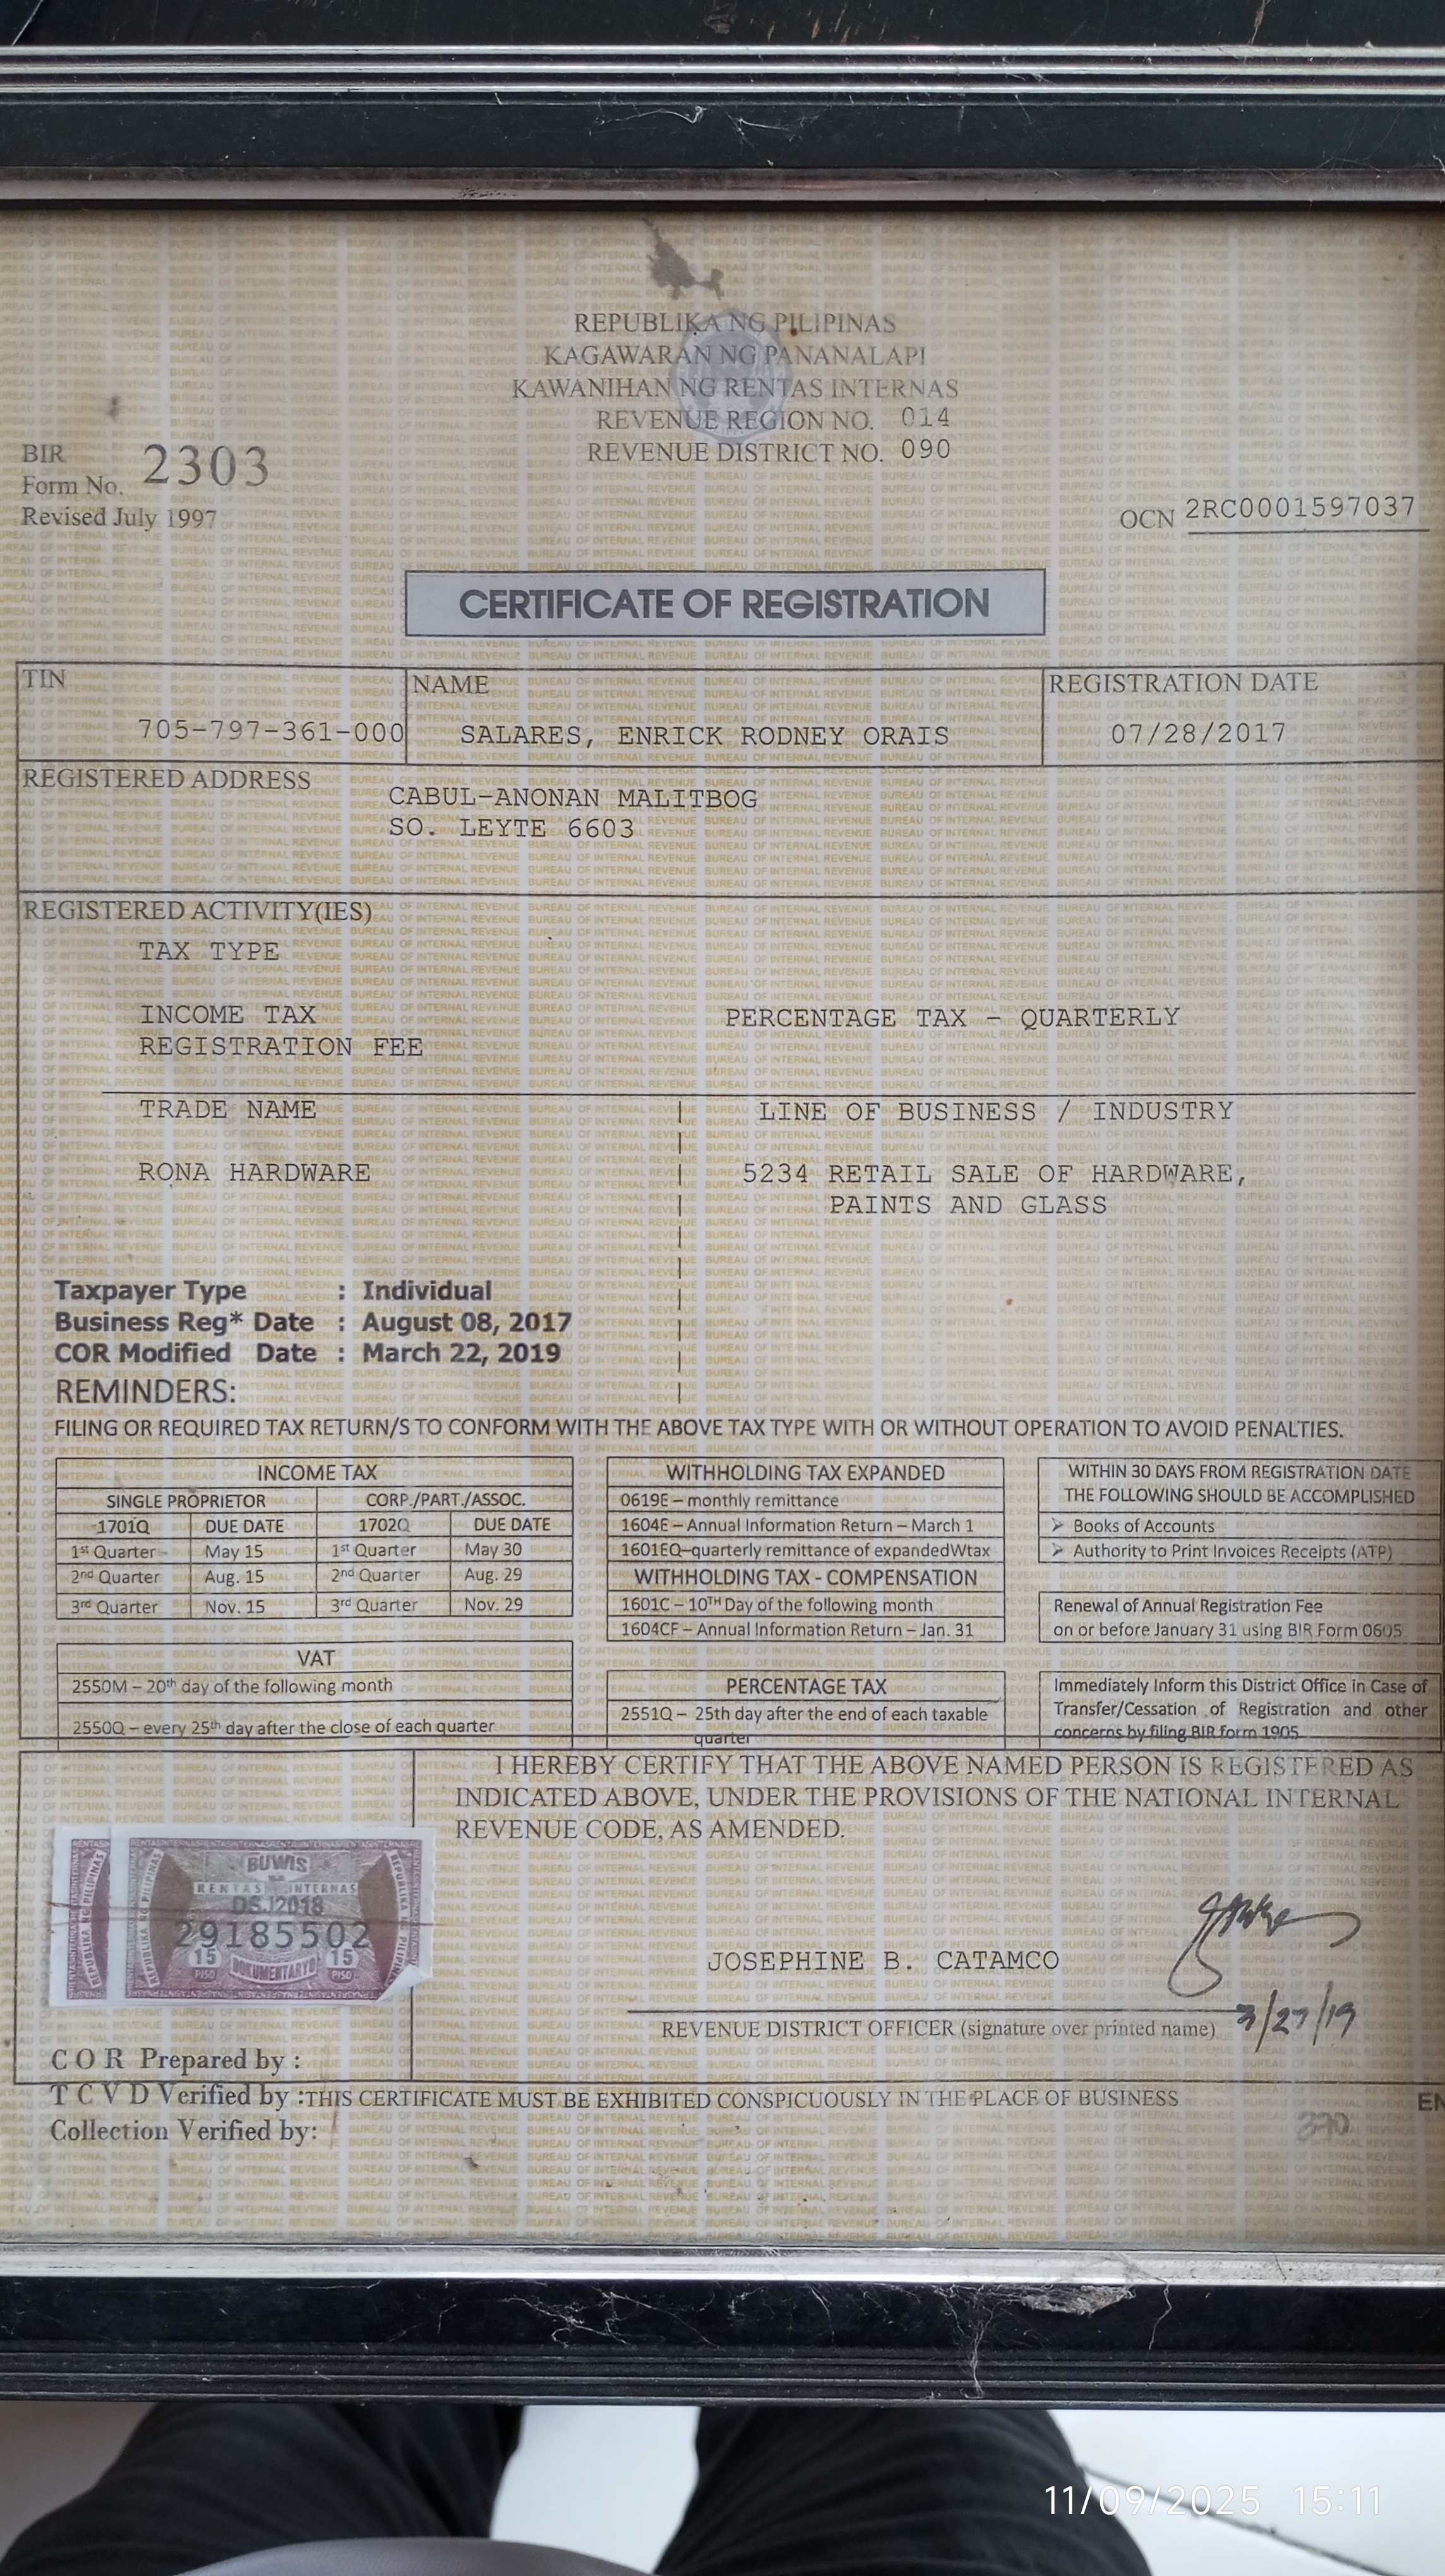 REPUBLIKA NG PILIPINAS
KAGAWARAN NG PANANALAPI
KAWANIHAN NG RENTAS INTERNAS
REVENUE REGION NO. 014
REVENUE DISTRICT NO. 090
BIR
Form No. 2303
Revised July 1997
OCN 2RC0001597037
CERTIFICATE OF REGISTRATION
TIN NAME REGISTRATION DATE
705-797-361-000 SALARES, ENRICK RODNEY ORAIS 07/28/2017
REGISTERED ADDRESS
CABUL-ANONAN MALITBOG
SO. LEYTE 6603
REGISTERED ACTIVITY(IES)
TAX TYPE
INCOME TAX PERCENTAGE TAX - QUARTERLY
REGISTRATION FEE
TRADE NAME LINE OF BUSINESS / INDUSTRY
RONA HARDWARE 5234 RETAIL SALE OF HARDWARE,
PAINTS AND GLASS
Taxpayer Type : Individual
Business Reg* Date : August 08, 2017
COR Modified Date : March 22, 2019
REMINDERS:
FILING OR REQUIRED TAX RETURN/S TO CONFORM WITH THE ABOVE TAX TYPE WITH OR WITHOUT OPERATION TO AVOID PENALTIES.
INCOME TAX
SINGLE PROPRIETOR CORP./PART./ASSOC.
1701Q DUE DATE 1702Q DUE DATE
1st Quarter May 15 1st Quarter May 30
2nd Quarter Aug. 15 2nd Quarter Aug. 29
3rd Quarter Nov. 15 3rd Quarter Nov. 29
VAT
2550M – 20th day of the following month
2550Q – every 25th day after the close of each quarter
WITHHOLDING TAX EXPANDED
0619E – monthly remittance
1604E – Annual Information Return – March 1
1601EQ–quarterly remittance of expandedWtax
WITHHOLDING TAX - COMPENSATION
1601C – 10TH Day of the following month
1604CF – Annual Information Return – Jan. 31
PERCENTAGE TAX
2551Q – 25th day after the end of each taxable
quarter
WITHIN 30 DAYS FROM REGISTRATION DATE
THE FOLLOWING SHOULD BE ACCOMPLISHED
➢ Books of Accounts
➢ Authority to Print Invoices Receipts (ATP)
Renewal of Annual Registration Fee
on or before January 31 using BIR Form 0605
Immediately Inform this District Office in Case of
Transfer/Cessation of Registration and other
concerns by filing BIR form 1905
I HEREBY CERTIFY THAT THE ABOVE NAMED PERSON IS REGISTERED AS
INDICATED ABOVE, UNDER THE PROVISIONS OF THE NATIONAL INTERNAL
REVENUE CODE, AS AMENDED.
REPUBLIKA NG PILIPINAS
BUWIS
RENTAS INTERNAS
DSJ2018
29185502
15 PISO DOKUMENTARYO 15 PISO
JOSEPHINE B. CATAMCO
REVENUE DISTRICT OFFICER (signature over printed name) 3/27/19
COR Prepared by :
TCVD Verified by :THIS CERTIFICATE MUST BE EXHIBITED CONSPICUOUSLY IN THE PLACE OF BUSINESS
EN
Collection Verified by:
370
11/09/2025 15:11